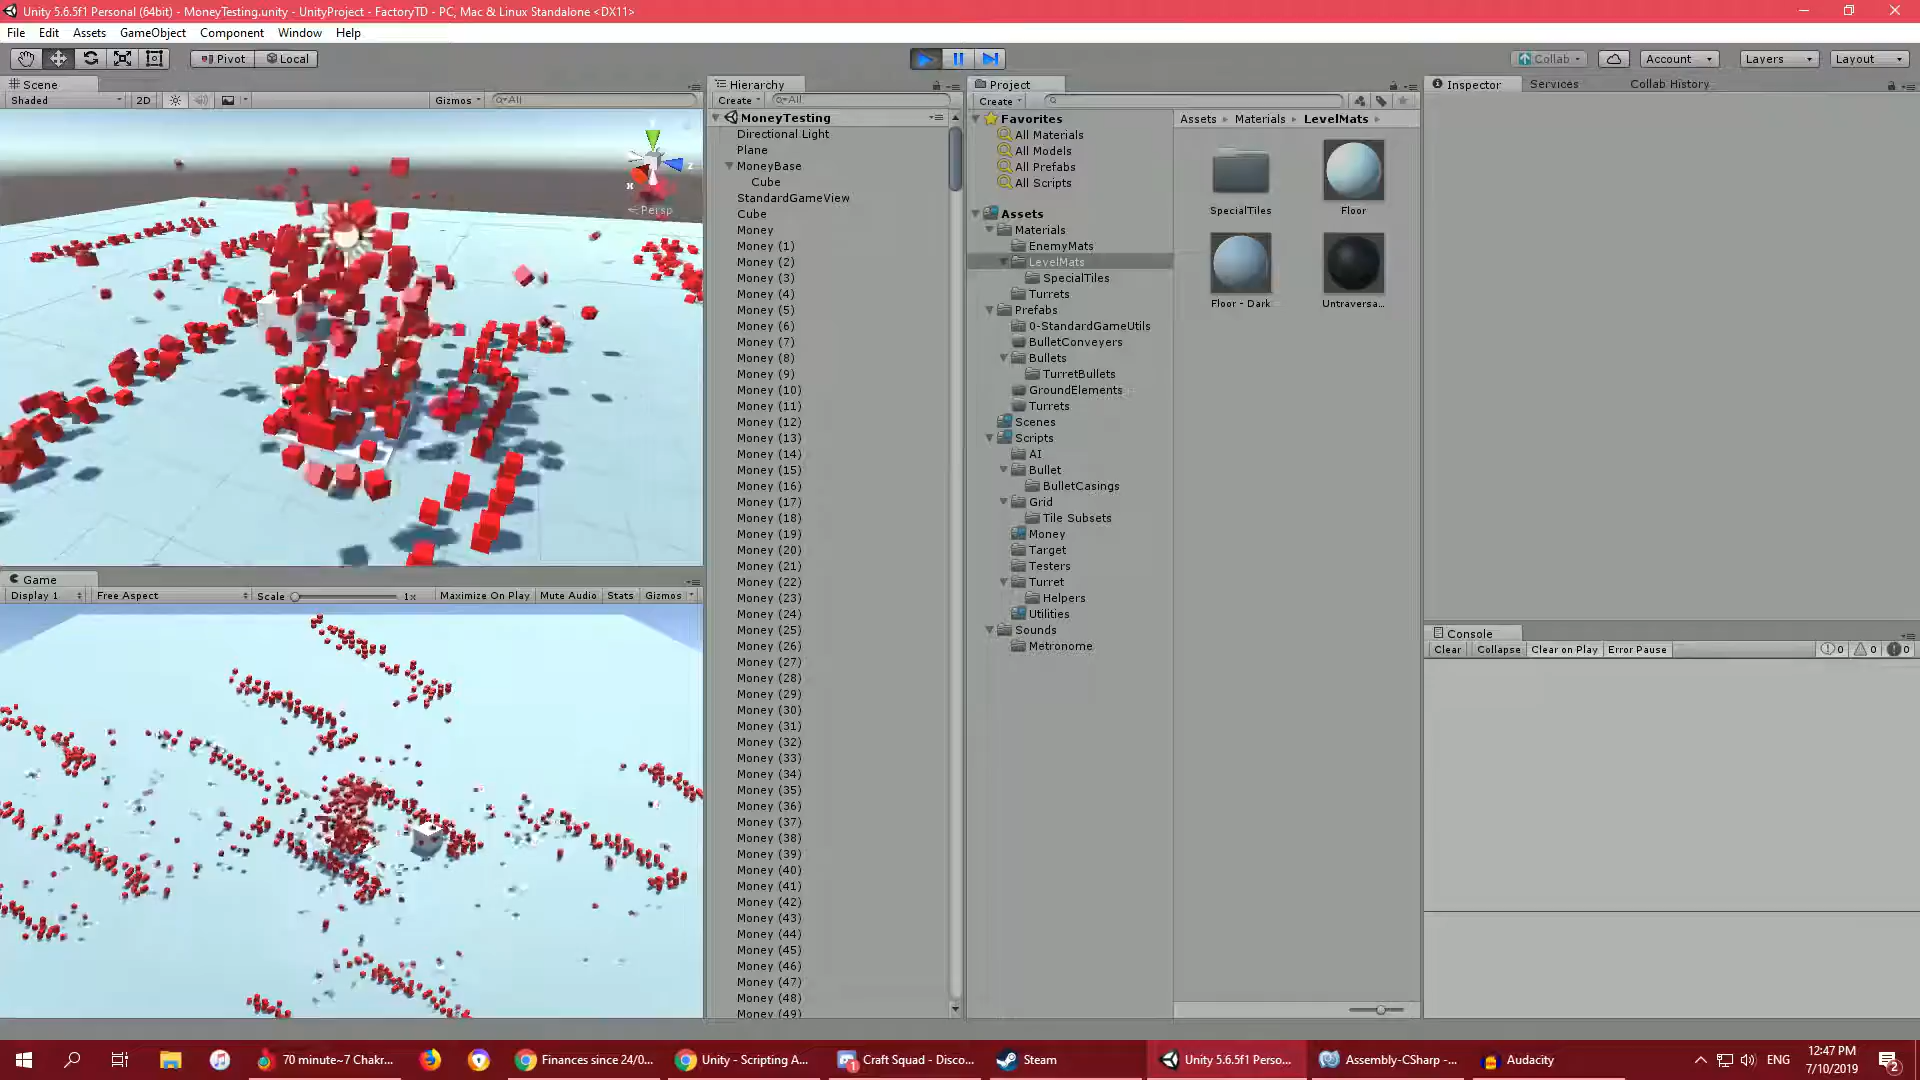 Unity 5.6.5f1 Personal (64bit) - MoneyTesting.unity - UnityProject - FactoryTD - PC, Mac & Linux Standalone <DX11>
File Edit Assets GameObject Component Window Help
Pivot Local Collab Account Layers Layout
Scene
Shaded 2D Gizmos All
y
z
x
Persp
Game
Display 1 Free Aspect Scale 1x Maximize On Play Mute Audio Stats Gizmos
Hierarchy
Create All
MoneyTesting
Directional Light
Plane
MoneyBase
Cube
StandardGameView
Cube
Money
Money (1)
Money (2)
Money (3)
Money (4)
Money (5)
Money (6)
Money (7)
Money (8)
Money (9)
Money (10)
Money (11)
Money (12)
Money (13)
Money (14)
Money (15)
Money (16)
Money (17)
Money (18)
Money (19)
Money (20)
Money (21)
Money (22)
Money (23)
Money (24)
Money (25)
Money (26)
Money (27)
Money (28)
Money (29)
Money (30)
Money (31)
Money (32)
Money (33)
Money (34)
Money (35)
Money (36)
Money (37)
Money (38)
Money (39)
Money (40)
Money (41)
Money (42)
Money (43)
Money (44)
Money (45)
Money (46)
Money (47)
Money (48)
Money (49)
Project
Create
Favorites
All Materials
All Models
All Prefabs
All Scripts
Assets
Materials
EnemyMats
LevelMats
SpecialTiles
Turrets
Prefabs
0-StandardGameUtils
BulletConveyers
Bullets
TurretBullets
GroundElements
Turrets
Scenes
Scripts
AI
Bullet
BulletCasings
Grid
Tile Subsets
Money
Target
Testers
Turret
Helpers
Utilities
Sounds
Metronome
Assets Materials LevelMats
SpecialTiles Floor
Floor - Dark Untraversa...
Inspector Services Collab History
Console
Clear Collapse Clear on Play Error Pause 0 0 0
70 minute~7 Chakr... Finances since 24/0... Unity - Scripting A... Craft Squad - Disco... Steam Unity 5.6.5f1 Perso... Assembly-CSharp -... Audacity
ENG
12:47 PM
7/10/2019
2